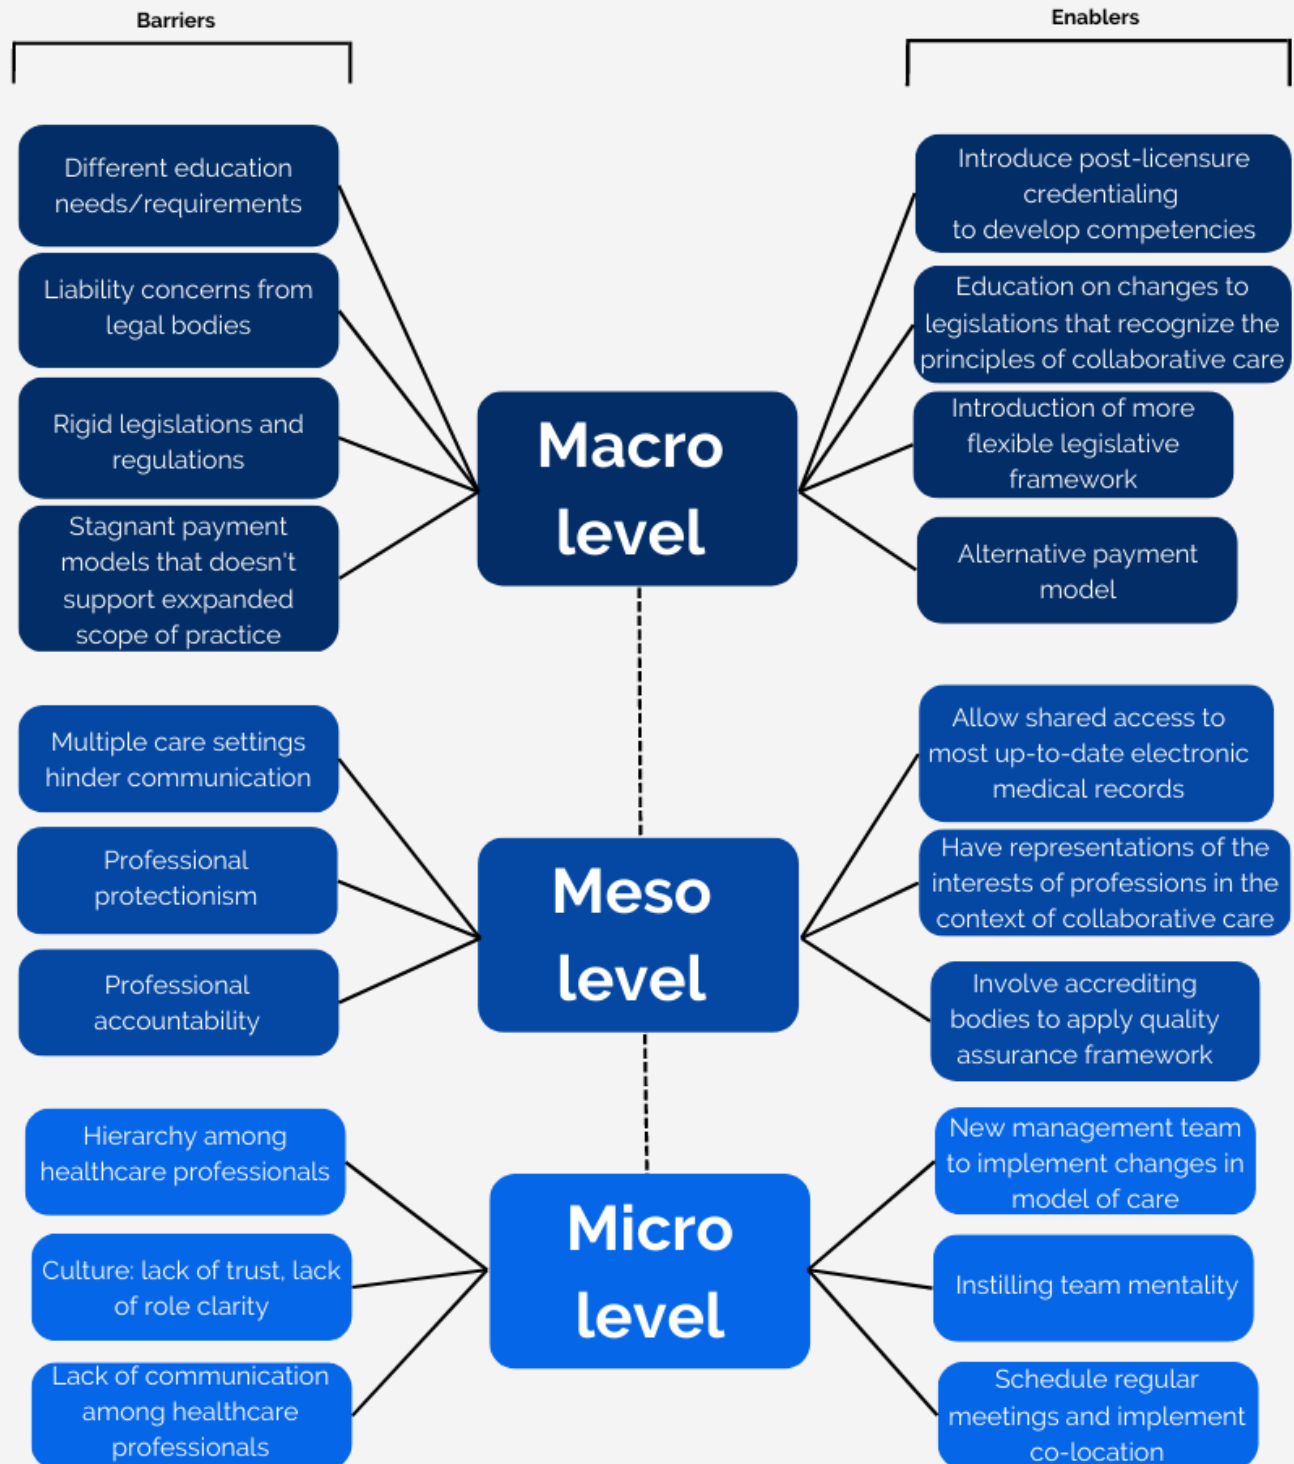 Barriers
Enablers
Different education
needs/requirements
Liability concerns from
legal bodies
Rigid legislations and
regulations
Stagnant payment
models that doesn't
support exxpanded
scope of practice
Macro
level
Introduce post-licensure
credentialing
to develop competencies
Education on changes to
legislations that recognize the
principles of collaborative care
Introduction of more
flexible legislative
framework
Alternative payment
model
Multiple care settings
hinder communication
Professional
protectionism
Professional
accountability
Meso
level
Allow shared access to
most up-to-date electronic
medical records
Have representations of the
interests of professions in the
context of collaborative care
Involve accrediting
bodies to apply quality
assurance framework
Hierarchy among
healthcare professionals
Culture: lack of trust, lack
of role clarity
Lack of communication
among healthcare
professionals
Micro
level
New management team
to implement changes in
model of care
Instilling team mentality
Schedule regular
meetings and implement
co-location